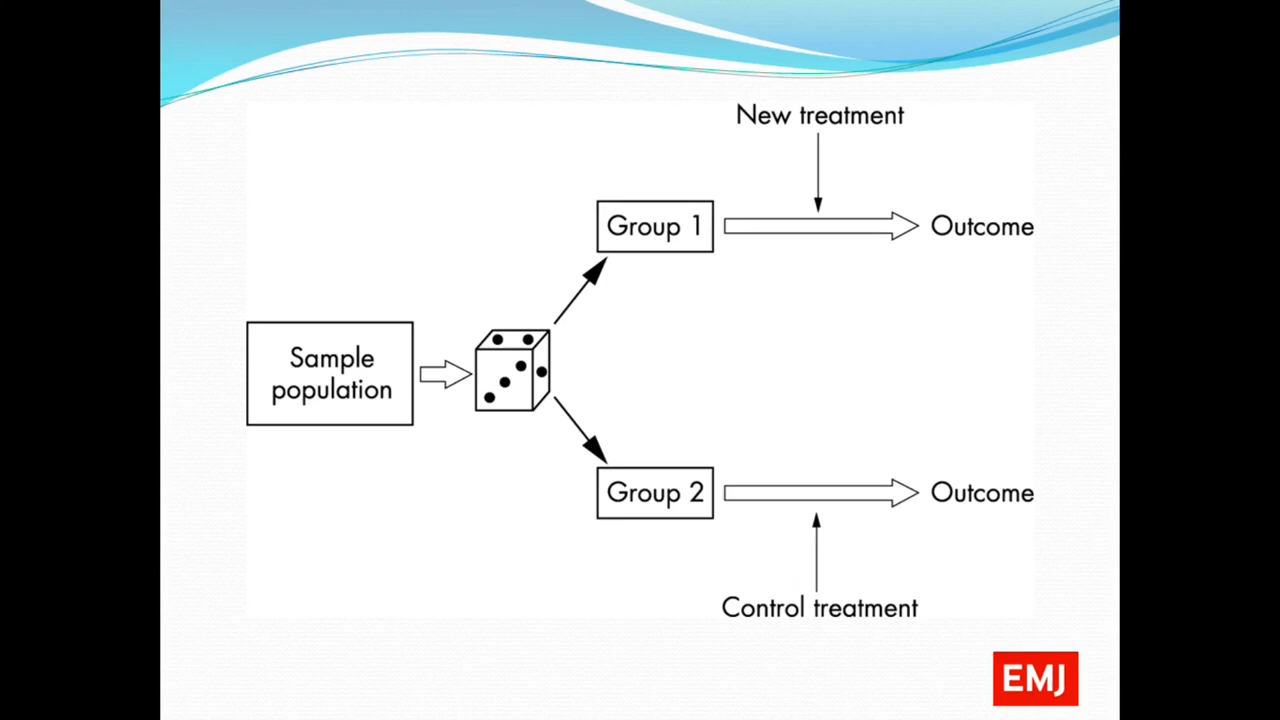 New treatment
Group 1
Outcome
Sample
population
Group 2
Outcome
Control treatment
EMJ